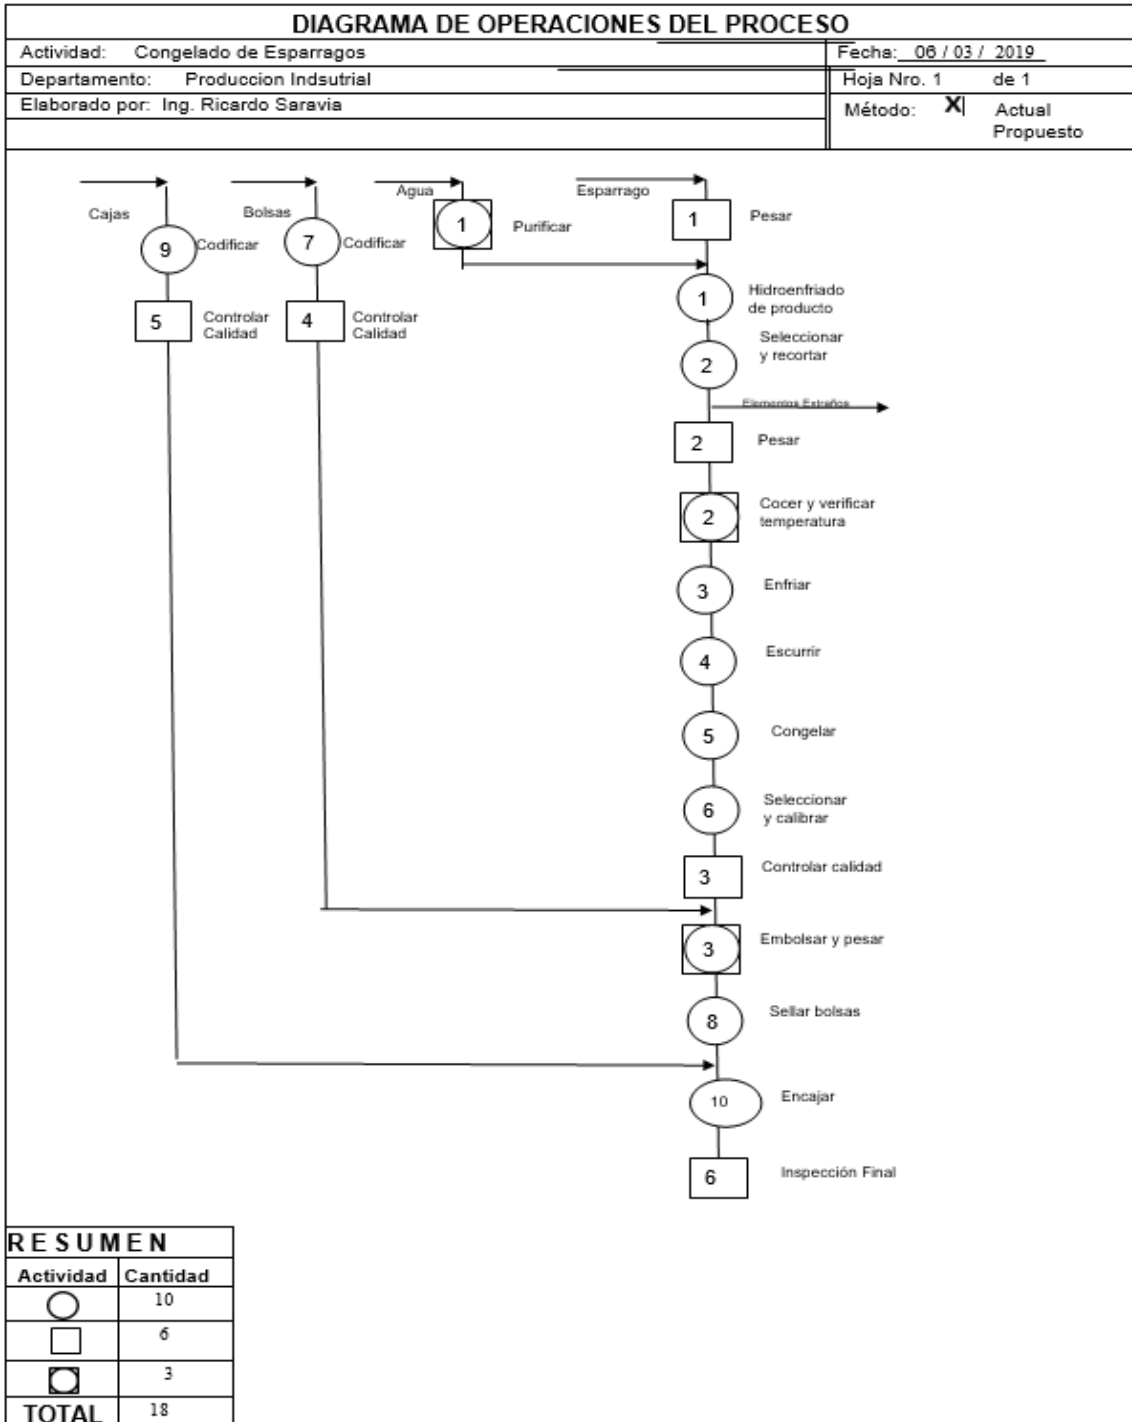 DIAGRAMA DE OPERACIONES DEL PROCESO
Actividad: Congelado de Esparragos
Fecha: 06 / 03 / 2019
Departamento: Produccion Indsutrial
Hoja Nro. 1 de 1
Elaborado por: Ing. Ricardo Saravia
Método: X Actual
Propuesto
Cajas
9
Codificar
5
Controlar
Calidad
Bolsas
7
Codificar
4
Controlar
Calidad
Agua
1
Purificar
Esparrago
1
Pesar
1
Hidroenfriado
de producto
2
Seleccionar
y recortar
Elementos Extraños
2
Pesar
2
Cocer y verificar
temperatura
3
Enfriar
4
Escurrir
5
Congelar
6
Seleccionar
y calibrar
3
Controlar calidad
3
Embolsar y pesar
8
Sellar bolsas
10
Encajar
6
Inspección Final
RESUMEN
Actividad Cantidad
10
6
3
TOTAL 18